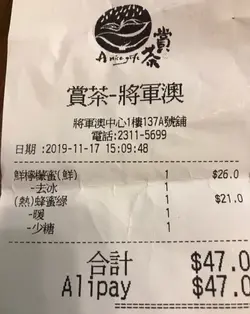 賞茶
A nice gift
賞茶-將軍澳
將軍澳中心1樓137A號舖
電話:2311-5699
日期 :2019-11-17 15:09:48
鮮檸檬蜜(鮮) 1 $26.0
-去冰 1
(熱)蜂蜜綠 1 $21.0
-暖 1
-少糖 1
合計 $47.0
Alipay $47.0